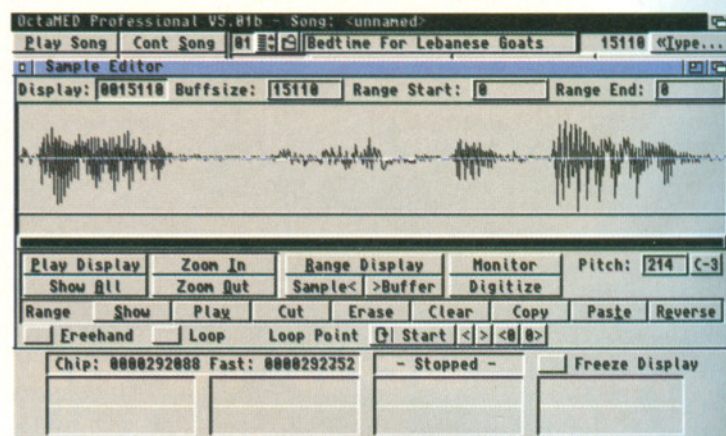 OctaMED Professional V5.01b - Song: <unnamed>
Play Song Cont Song 01 Bedtime For Lebanese Goats 15110 «Type...
Sample Editor
Display: 0015110 Buffsize: 15110 Range Start: 0 Range End: 0
Play Display Zoom In Range Display Monitor Pitch: 214 C-3
Show All Zoom Out Sample< >Buffer Digitize
Range Show Play Cut Erase Clear Copy Paste Reverse
Freehand Loop Loop Point Start < > <0 0>
Chip: 0000292088 Fast: 0000292352 - Stopped - Freeze Display